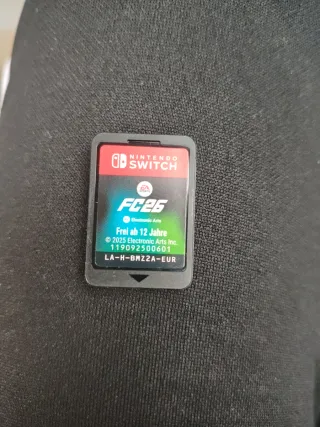 NINTENDO
SWITCH
EA
FC26
Electronic Arts
Frei ab 12 Jahre
© 2025 Electronic Arts Inc.
119092500601
LA-H-BMZ2A-EUR